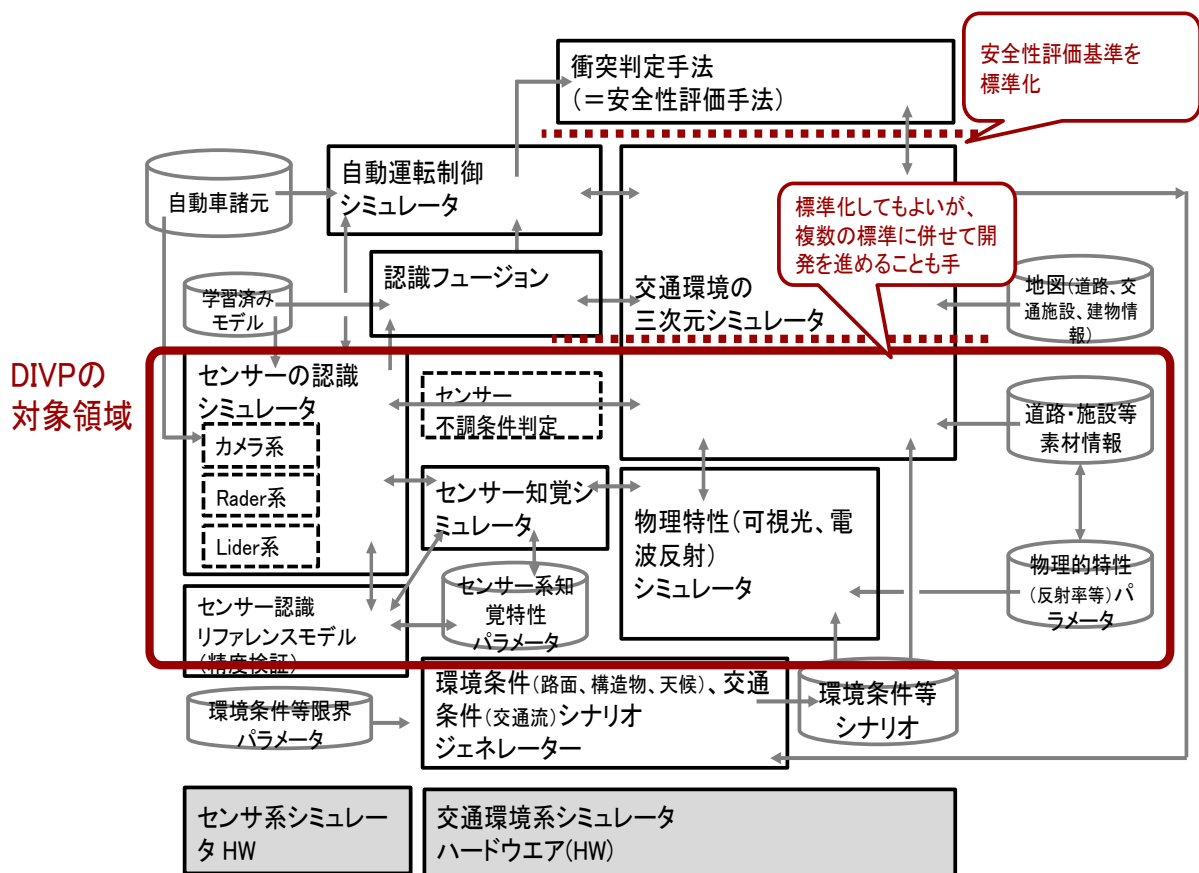 安全性評価基準を
標準化
衝突判定手法
(=安全性評価手法)
自動車諸元
自動運転制御
シミュレータ
標準化してもよいが、
複数の標準に併せて開
発を進めることも手
認識フュージョン
学習済み
モデル
交通環境の
三次元シミュレータ
地図(道路、交
通施設、建物情
報)
DIVPの
対象領域
センサーの認識
シミュレータ
カメラ系
Rader系
Lider系
センサー
不調条件判定
道路・施設等
素材情報
センサー知覚シ
ミュレータ
物理特性(可視光、電
波反射)
シミュレータ
物理的特性
(反射率等)パ
ラメータ
センサー系知
覚特性
パラメータ
センサー認識
リファレンスモデル
(精度検証)
環境条件等限界
パラメータ
環境条件(路面、構造物、天候)、交通
条件(交通流)シナリオ
ジェネレーター
環境条件等
シナリオ
センサ系シミュレー
タ HW
交通環境系シミュレータ
ハードウエア(HW)